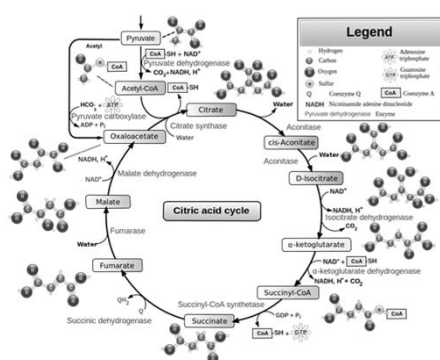 Pyruvate
CoA-SH + NAD⁺
Pyruvate dehydrogenase
CO₂+NADH, H⁺
Acetyl
CoA
Acetyl-CoA
CoA-SH
HCO₃⁻ + ATP
Pyruvate carboxylase
ADP + Pᵢ
Citrate
Citrate synthase
Water
Oxaloacetate
NADH, H⁺
NAD⁺
Malate dehydrogenase
Malate
Fumarase
Water
Fumarate
QH₂
Q
Succinic dehydrogenase
Succinate
Succinyl-CoA synthetase
GDP + Pᵢ
CoA-SH + GTP
Succinyl-CoA
NAD⁺ + CoA-SH
α-ketoglutarate dehydrogenase
NADH, H⁺+ CO₂
α-ketoglutarate
NAD⁺
NADH, H⁺
Isocitrate dehydrogenase
CO₂
D-Isocitrate
Water
Aconitase
cis-Aconitate
Aconitase
Water
CoA
Citric acid cycle
Legend
Hydrogen
Carbon
Oxygen
Sulfur
Q Coenzyme Q
NADH Nicotinamide adenine dinucleotide
Pyruvate dehydrogenase Enzyme
ATP Adenosine
triphosphate
GTP Guanosine
triphosphate
CoA Coenzyme A